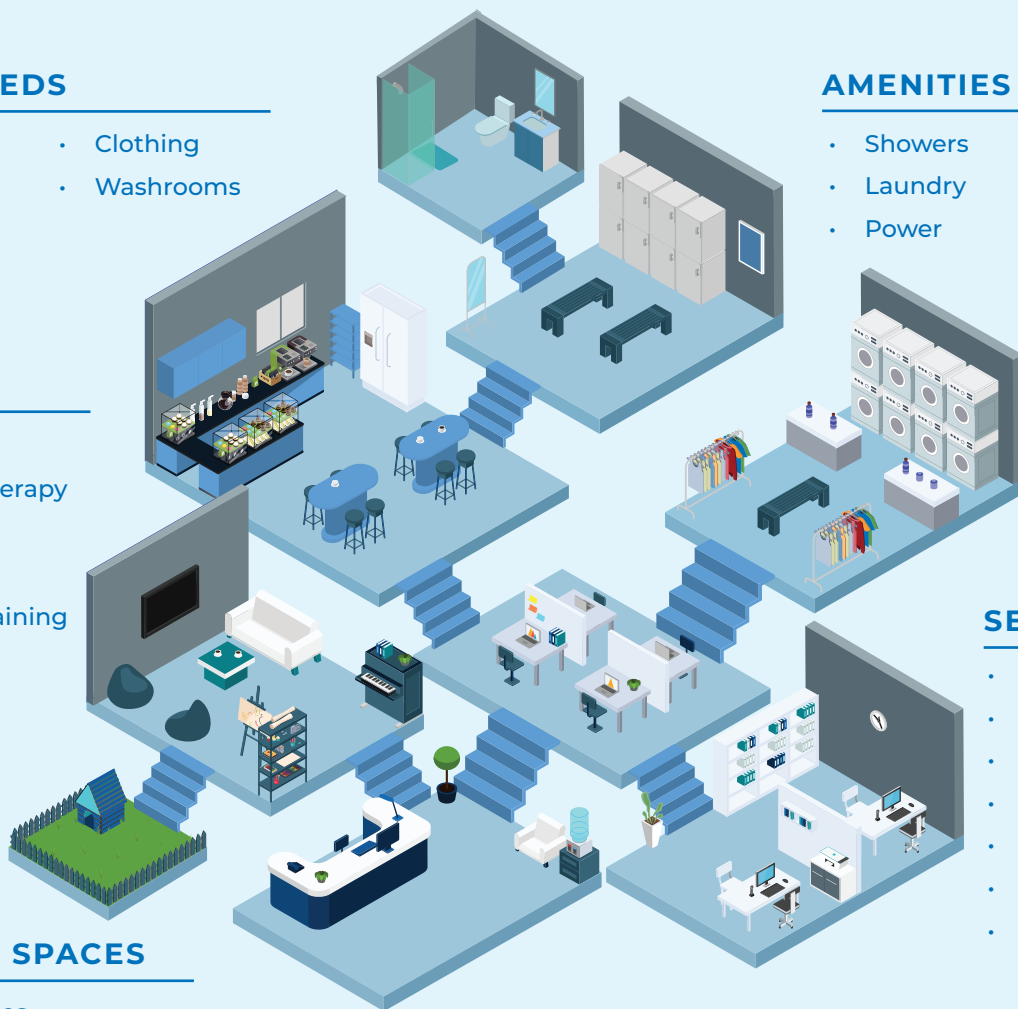 EDS
AMENITIES
• Clothing
• Washrooms
• Showers
• Laundry
• Power
erapy
aining
SE
•
•
•
•
•
•
•
SPACES